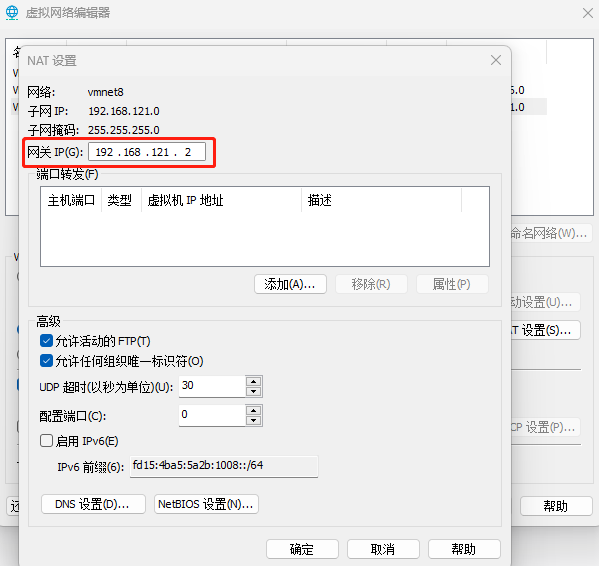 虚拟网络编辑器
NAT 设置
网络: vmnet8
子网 IP: 192.168.121.0
子网掩码: 255.255.255.0
网关 IP(G): 192 . 168 . 121 . 2
端口转发(F)
主机端口 类型 虚拟机 IP 地址 描述
命名网络(W)...
添加(A)... 移除(R) 属性(P)
高级
允许活动的 FTP(T)
允许任何组织唯一标识符(O)
UDP 超时(以秒为单位)(U): 30
配置端口(C): 0
启用 IPv6(E)
IPv6 前缀(6): fd15:4ba5:5a2b:1008::/64
DNS 设置(D)... NetBIOS 设置(N)...
确定 取消 帮助
动设置(U)...
T 设置(S)...
CP 设置(P)...
还
帮助